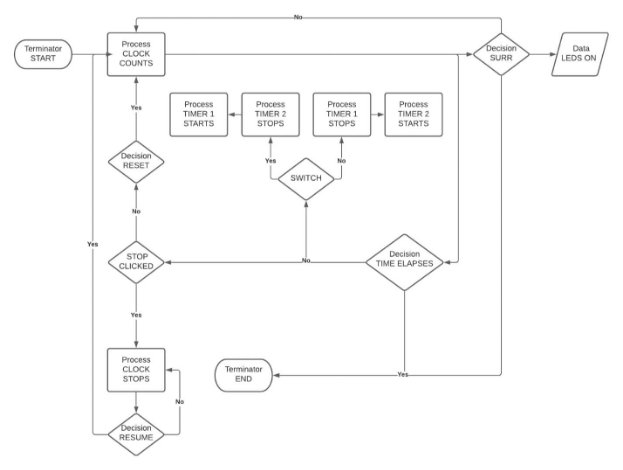 No
Terminator
START
Process
CLOCK
COUNTS
Decision
SURR
Data
LEDS ON
Process
TIMER 1
STARTS
Process
TIMER 2
STOPS
Process
TIMER 1
STOPS
Process
TIMER 2
STARTS
Yes
Decision
RESET
Yes
No
SWITCH
No
Yes
STOP
CLICKED
No
Decision
TIME ELAPSES
Yes
Process
CLOCK
STOPS
Terminator
END
Yes
No
Decision
RESUME